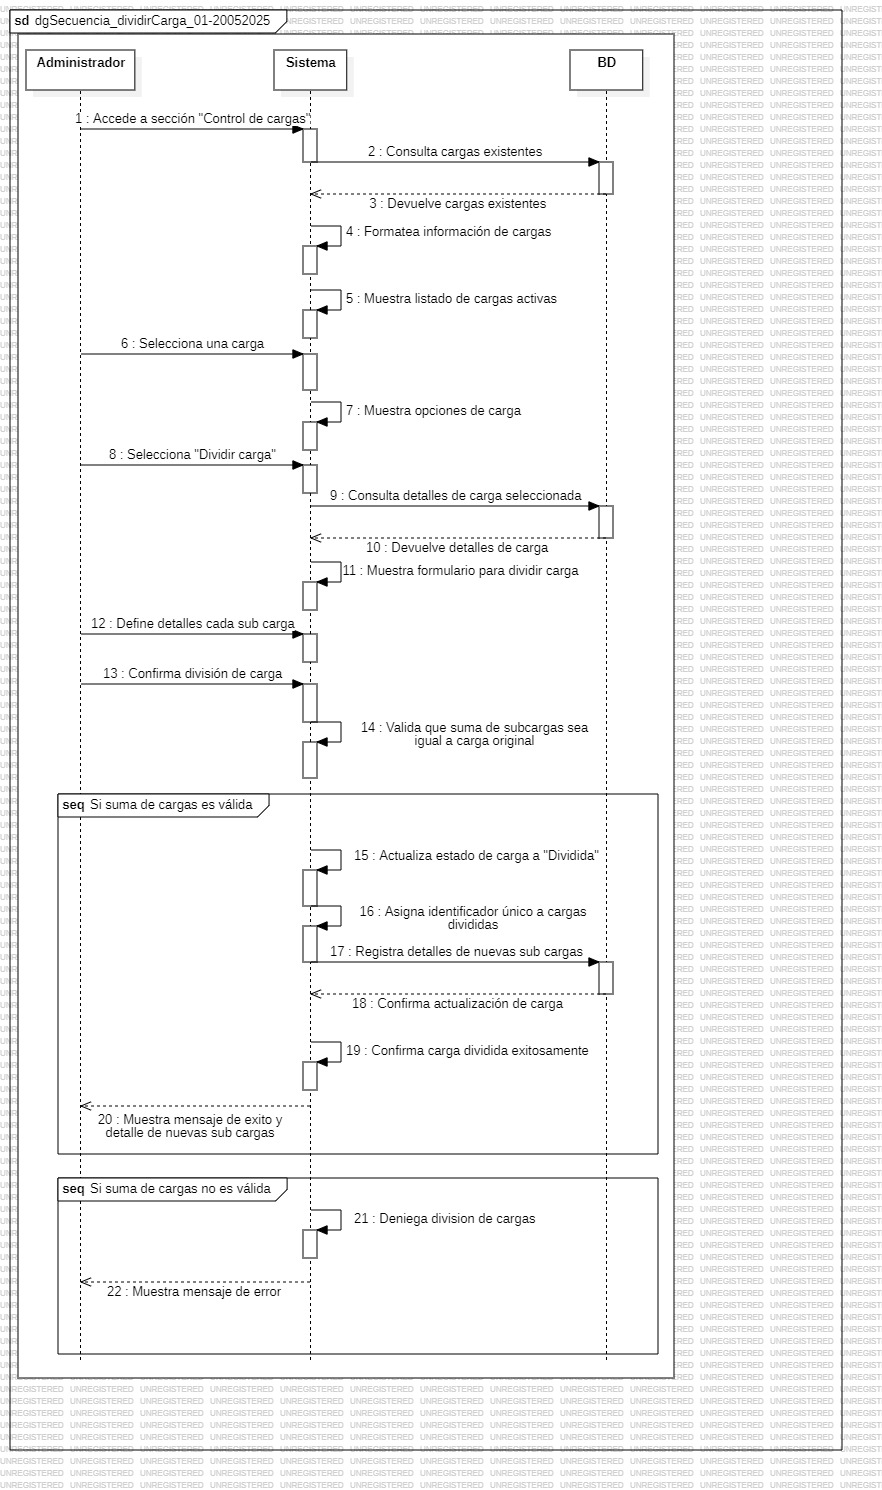 sd dgSecuencia_dividirCarga_01-20052025
Administrador
Sistema
BD
1 : Accede a sección "Control de cargas"
2 : Consulta cargas existentes
3 : Devuelve cargas existentes
4 : Formatea información de cargas
5 : Muestra listado de cargas activas
6 : Selecciona una carga
7 : Muestra opciones de carga
8 : Selecciona "Dividir carga"
9 : Consulta detalles de carga seleccionada
10 : Devuelve detalles de carga
11 : Muestra formulario para dividir carga
12 : Define detalles cada sub carga
13 : Confirma división de carga
14 : Valida que suma de subcargas sea
igual a carga original
seq Si suma de cargas es válida
15 : Actualiza estado de carga a "Dividida"
16 : Asigna identificador único a cargas
divididas
17 : Registra detalles de nuevas sub cargas
18 : Confirma actualización de carga
19 : Confirma carga dividida exitosamente
20 : Muestra mensaje de exito y
detalle de nuevas sub cargas
seq Si suma de cargas no es válida
21 : Deniega division de cargas
22 : Muestra mensaje de error
UNREGISTERED